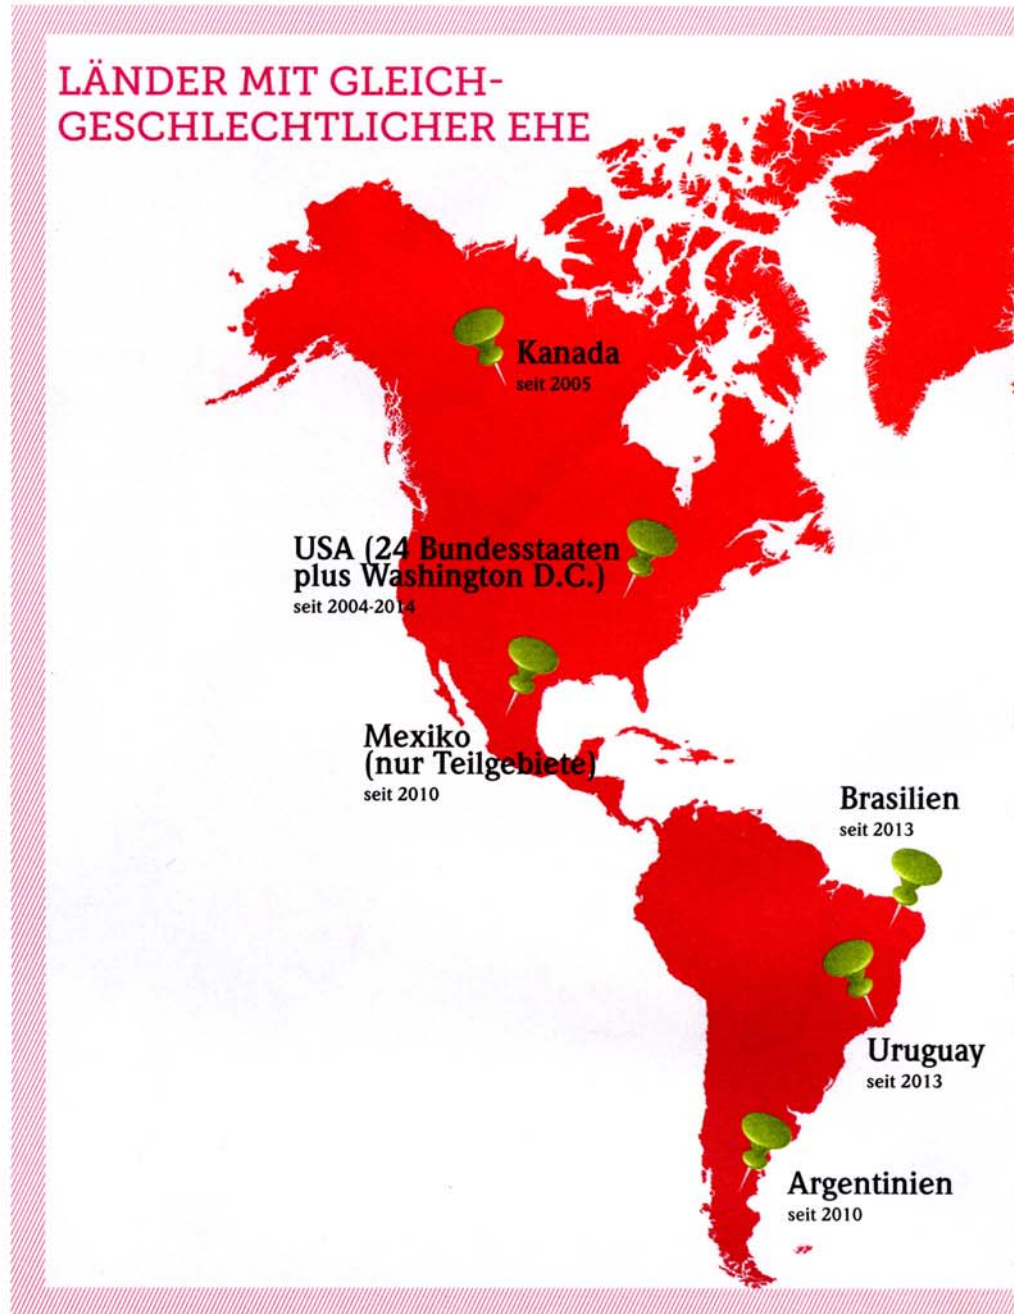 LÄNDER MIT GLEICH-
GESCHLECHTLICHER EHE
Kanada
seit 2005
USA (24 Bundesstaaten
plus Washington D.C.)
seit 2004-2014
Mexiko
(nur Teilgebiete)
seit 2010
Brasilien
seit 2013
Uruguay
seit 2013
Argentinien
seit 2010